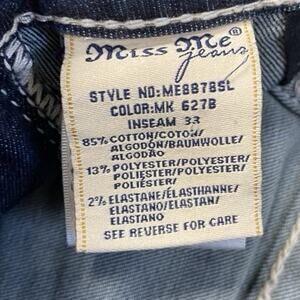 Miss Me®
jeans
STYLE NO:ME8878SL
COLOR:MK 627B
INSEAM 33
85% COTTON/COTON/
ALGODÓN/BAUMWOLLE/
ALGODÃO
13% POLYESTER/POLYESTER/
POLIÉSTER/POLYESTER/
POLIÉSTER/
2% ELASTANE/ÉLASTHANNE/
ELASTANO/ELASTAN/
ELASTANO
SEE REVERSE FOR CARE